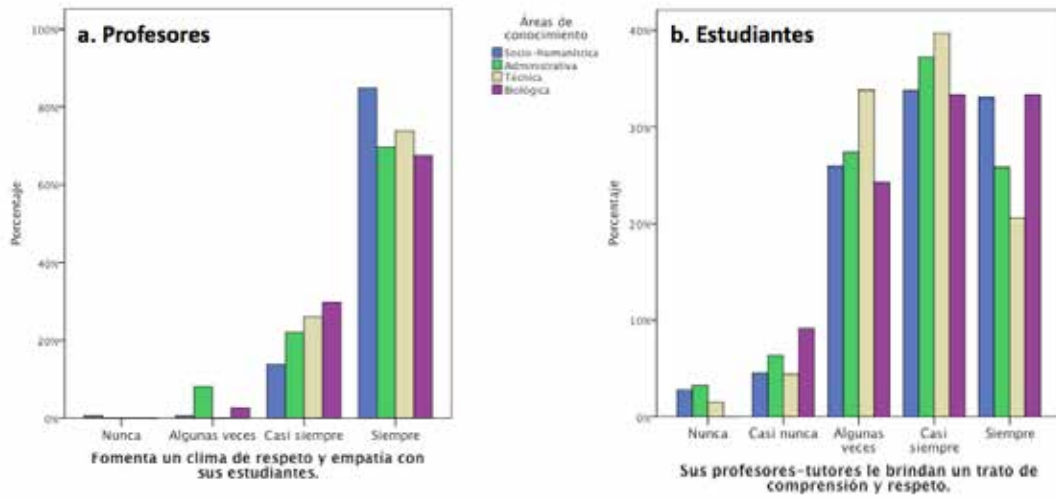 a. Profesores
100%
80%
60%
40%
20%
0%
Porcentaje
Nunca
Algunas veces
Casi siempre
Siempre
Fomenta un clima de respeto y empatía con
sus estudiantes.
Áreas de
conocimiento
Socio-Humanística
Administrativa
Técnica
Biológica
b. Estudiantes
40%
30%
20%
10%
0%
Porcentaje
Nunca
Casi nunca
Algunas
veces
Casi
siempre
Siempre
Sus profesores-tutores le brindan un trato de
comprensión y respeto.